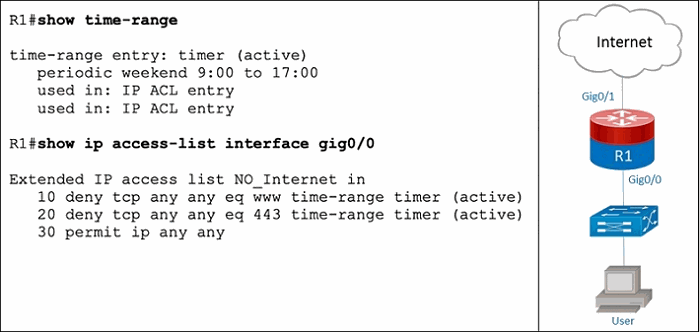 R1#show time-range
time-range entry: timer (active)
periodic weekend 9:00 to 17:00
used in: IP ACL entry
used in: IP ACL entry
R1#show ip access-list interface gig0/0
Extended IP access list NO_Internet in
10 deny tcp any any eq www time-range timer (active)
20 deny tcp any any eq 443 time-range timer (active)
30 permit ip any any
Internet
Gig0/1
R1
Gig0/0
User